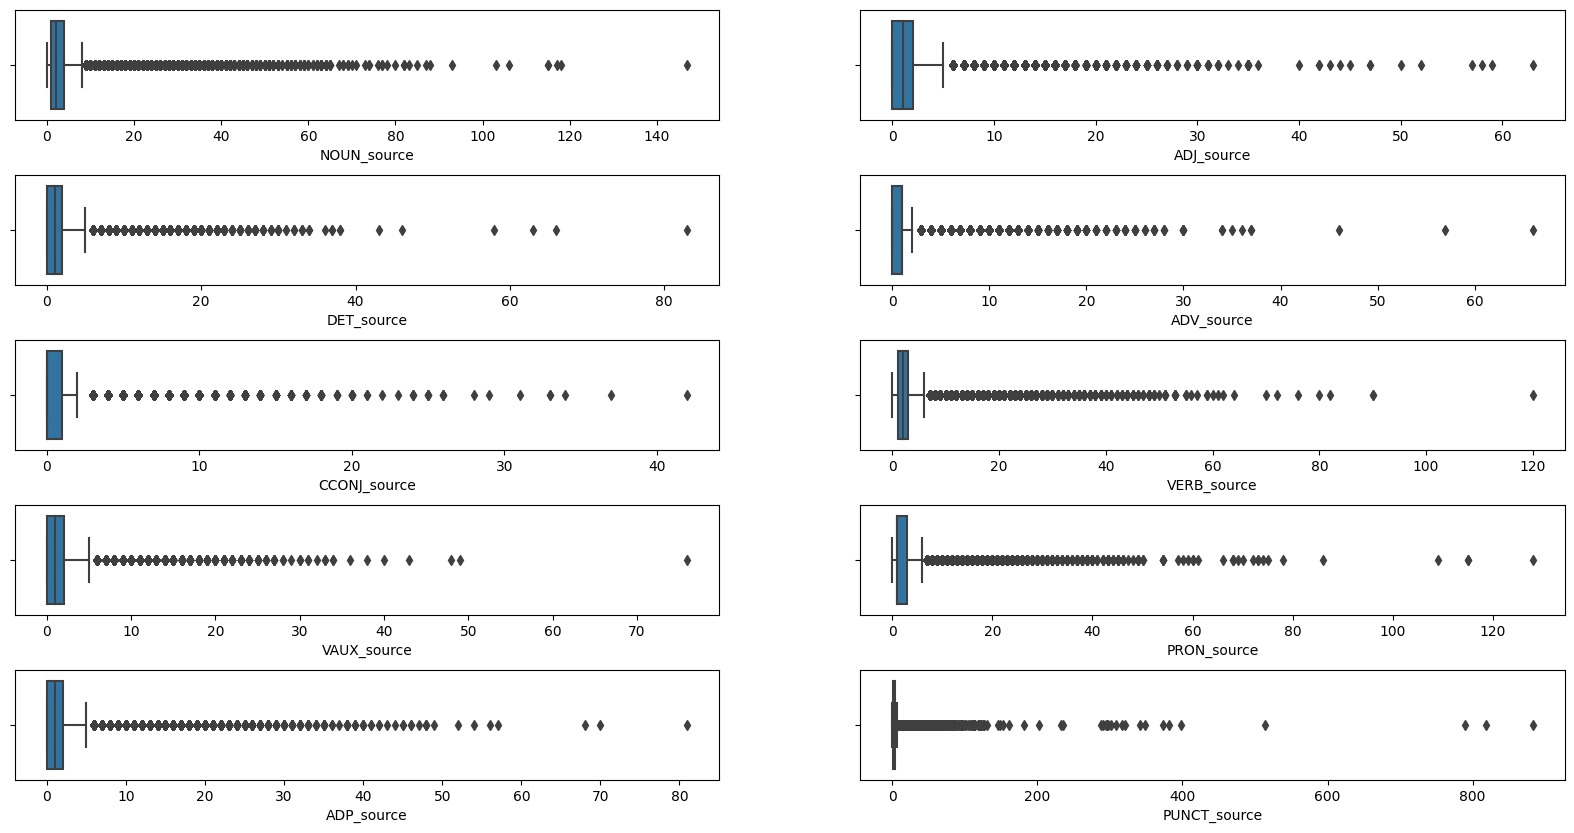 0 20 40 60 80 100 120 140
NOUN_source
0 10 20 30 40 50 60
ADJ_source
0 20 40 60 80
DET_source
0 10 20 30 40 50 60
ADV_source
0 10 20 30 40
CCONJ_source
0 20 40 60 80 100 120
VERB_source
0 10 20 30 40 50 60 70
VAUX_source
0 20 40 60 80 100 120
PRON_source
0 10 20 30 40 50 60 70 80
ADP_source
0 200 400 600 800
PUNCT_source